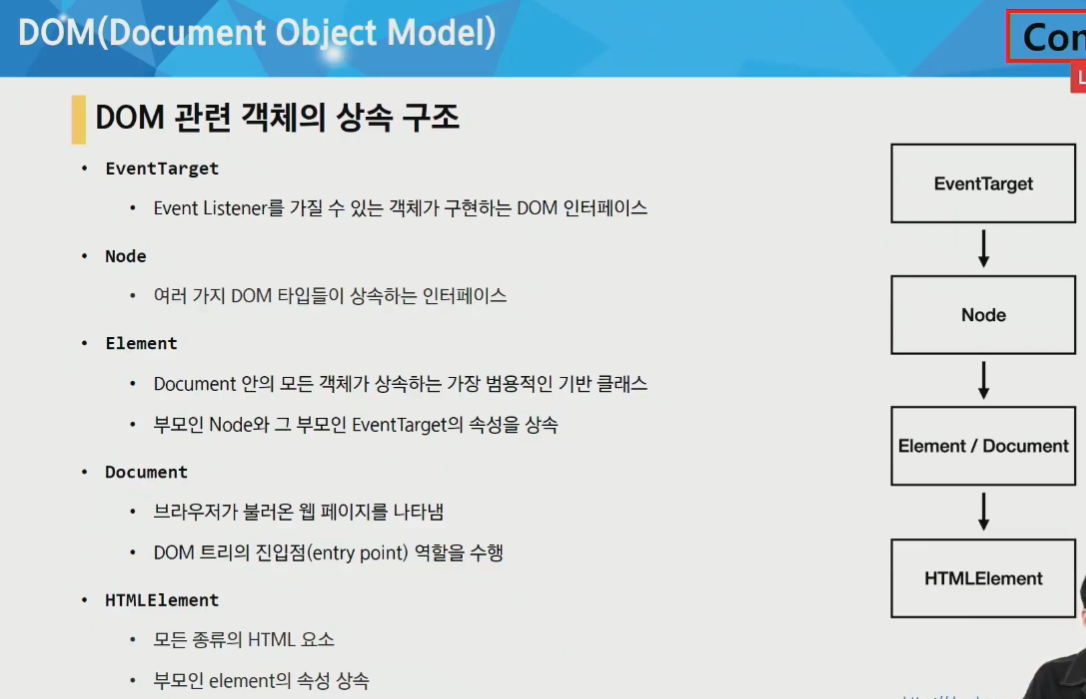 DOM(Document Object Model)
DOM 관련 객체의 상속 구조
• EventTarget
• Event Listener를 가질 수 있는 객체가 구현하는 DOM 인터페이스
• Node
• 여러 가지 DOM 타입들이 상속하는 인터페이스
• Element
• Document 안의 모든 객체가 상속하는 가장 범용적인 기반 클래스
• 부모인 Node와 그 부모인 EventTarget의 속성을 상속
• Document
• 브라우저가 불러온 웹 페이지를 나타냄
• DOM 트리의 진입점(entry point) 역할을 수행
• HTMLElement
• 모든 종류의 HTML 요소
• 부모인 element의 속성 상속
EventTarget
Node
Element / Document
HTMLElement